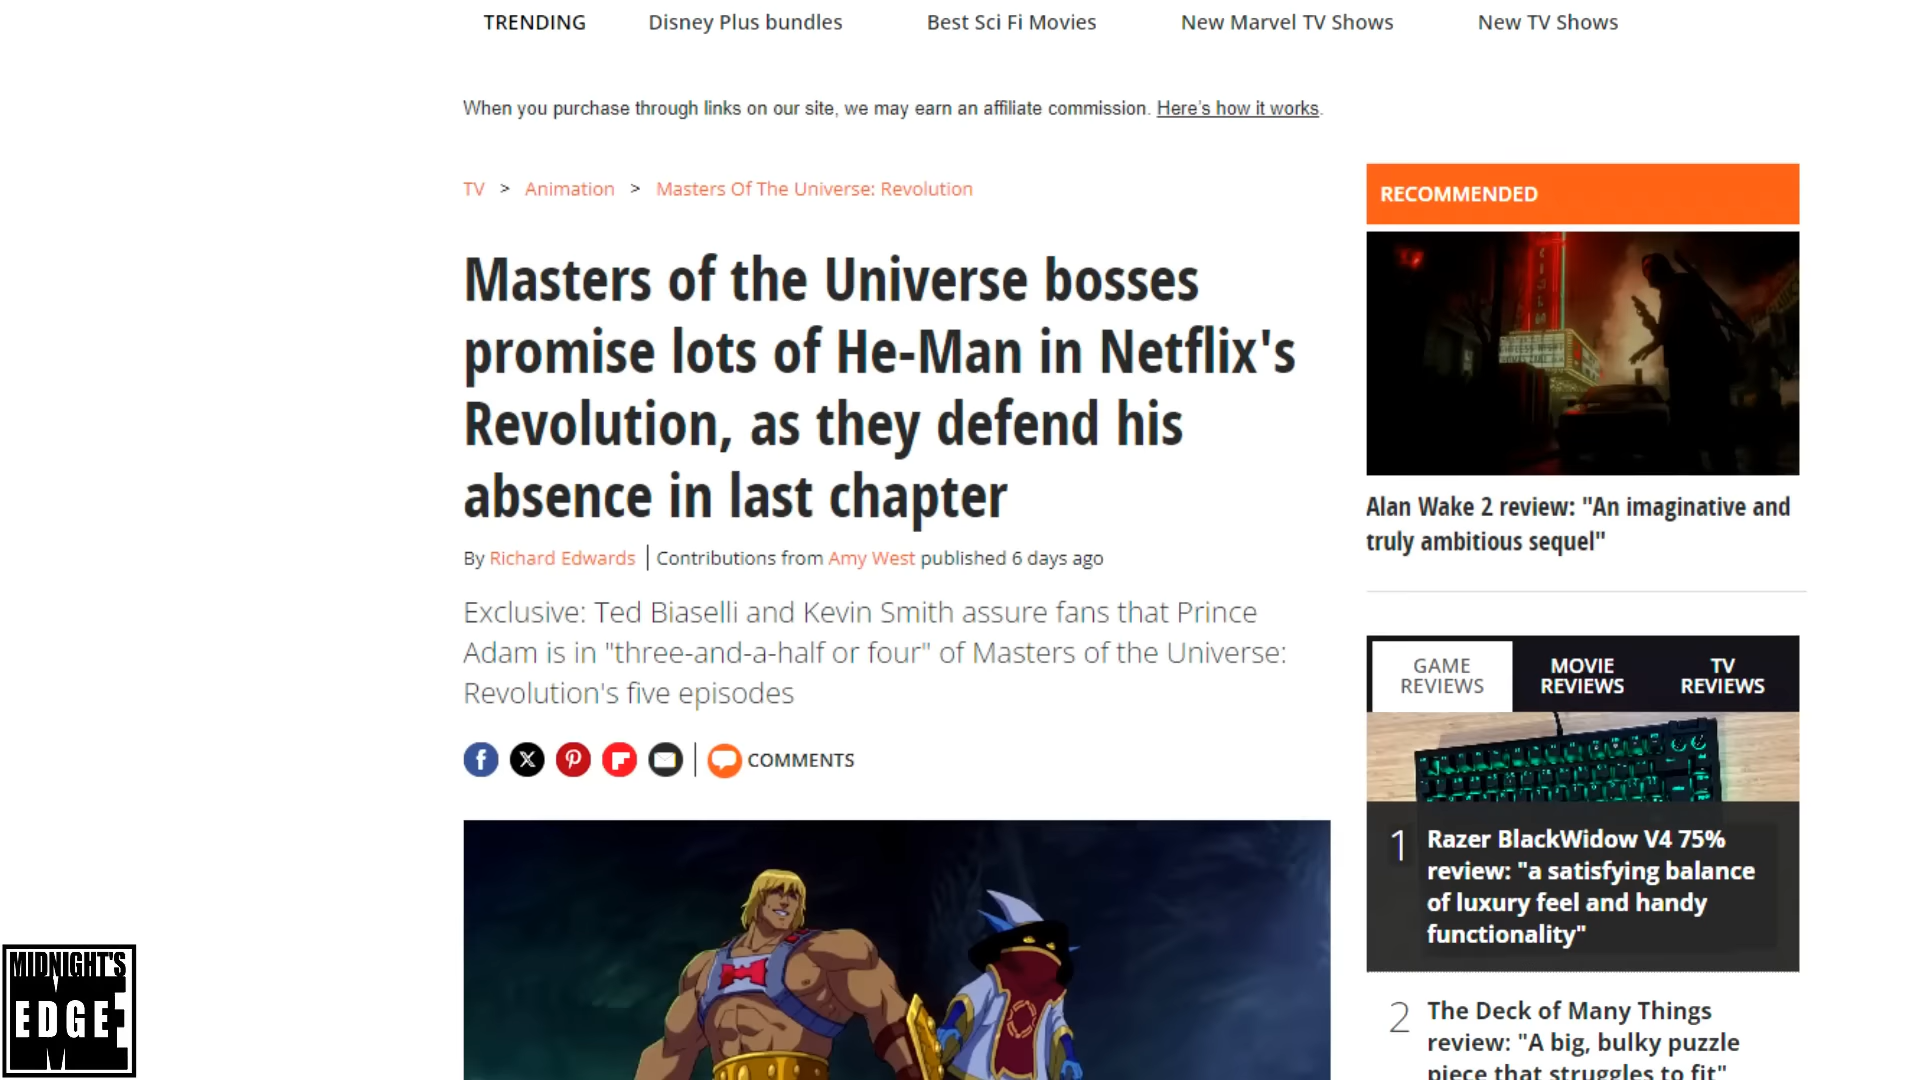 TRENDING Disney Plus bundles Best Sci Fi Movies New Marvel TV Shows New TV Shows
When you purchase through links on our site, we may earn an affiliate commission. Here's how it works.
TV > Animation > Masters Of The Universe: Revolution
Masters of the Universe bosses
promise lots of He-Man in Netflix's
Revolution, as they defend his
absence in last chapter
By Richard Edwards | Contributions from Amy West published 6 days ago
Exclusive: Ted Biaselli and Kevin Smith assure fans that Prince
Adam is in "three-and-a-half or four" of Masters of the Universe:
Revolution's five episodes
COMMENTS
RECOMMENDED
Alan Wake 2 review: "An imaginative and
truly ambitious sequel"
GAME
REVIEWS
MOVIE
REVIEWS
TV
REVIEWS
1 Razer BlackWidow V4 75%
review: "a satisfying balance
of luxury feel and handy
functionality"
2 The Deck of Many Things
review: "A big, bulky puzzle
piece that struggles to fit"
MIDNIGHT'S
EDGE